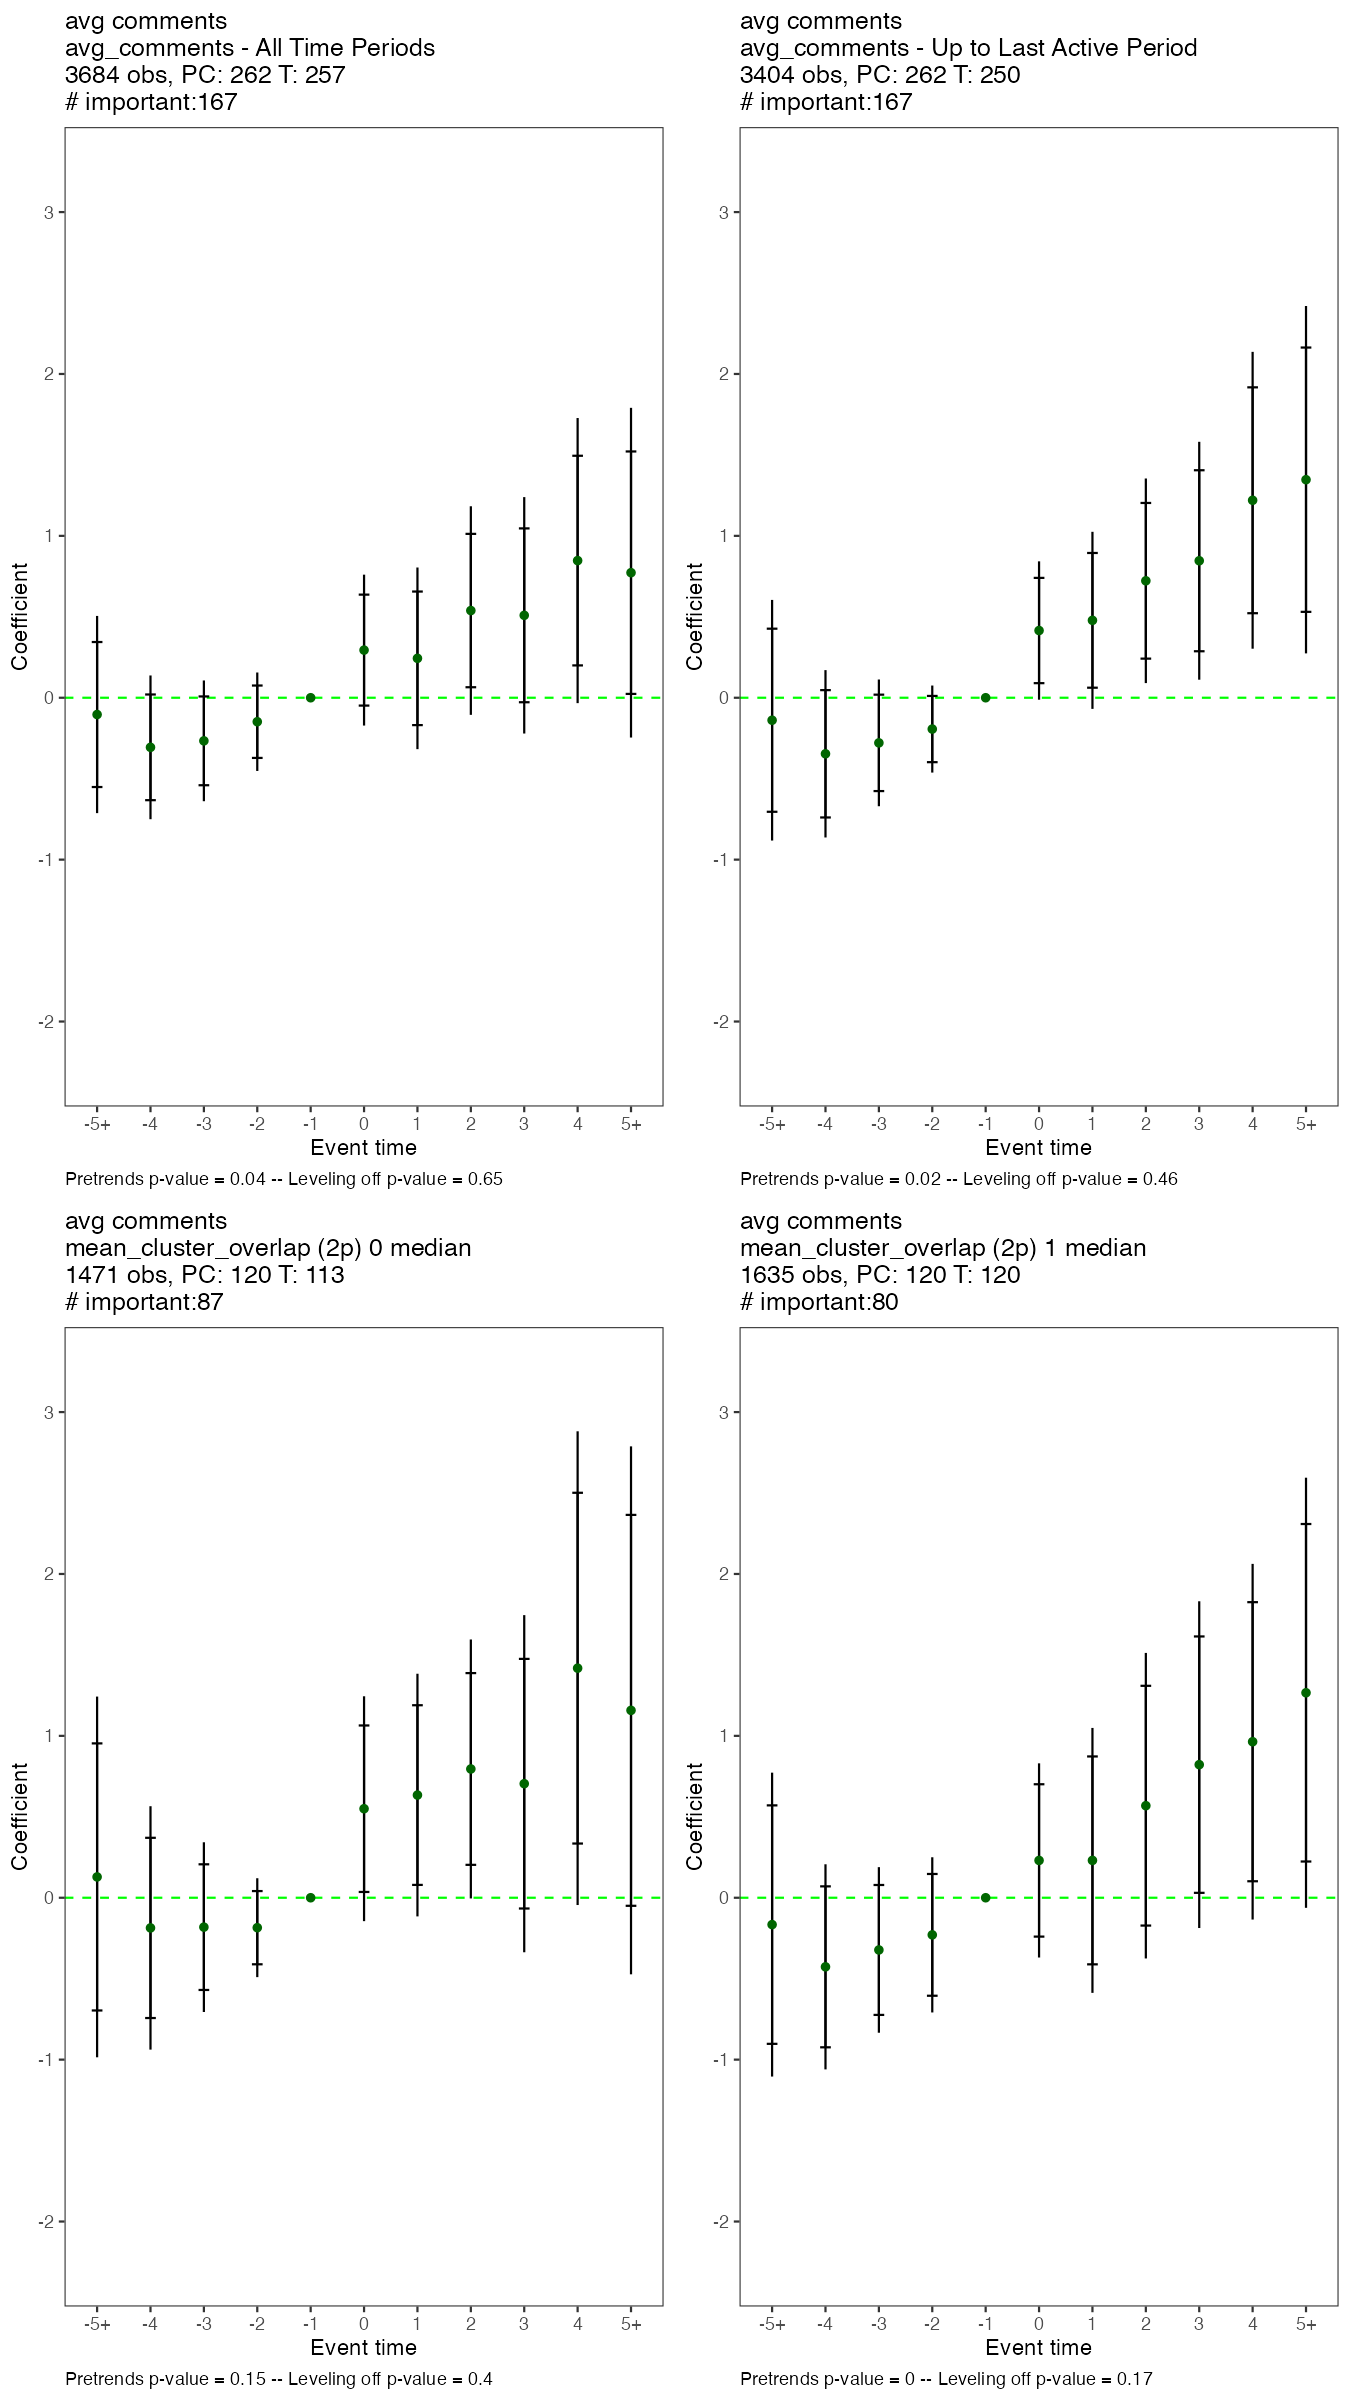 avg comments
avg_comments - All Time Periods
3684 obs, PC: 262 T: 257
# important:167
3
2
1
0
-1
-2
Coefficient
-5+ -4 -3 -2 -1 0 1 2 3 4 5+
Event time
Pretrends p-value = 0.04 -- Leveling off p-value = 0.65
avg comments
avg_comments - Up to Last Active Period
3404 obs, PC: 262 T: 250
# important:167
3
2
1
0
-1
-2
Coefficient
-5+ -4 -3 -2 -1 0 1 2 3 4 5+
Event time
Pretrends p-value = 0.02 -- Leveling off p-value = 0.46
avg comments
mean_cluster_overlap (2p) 0 median
1471 obs, PC: 120 T: 113
# important:87
3
2
1
0
-1
-2
Coefficient
-5+ -4 -3 -2 -1 0 1 2 3 4 5+
Event time
Pretrends p-value = 0.15 -- Leveling off p-value = 0.4
avg comments
mean_cluster_overlap (2p) 1 median
1635 obs, PC: 120 T: 120
# important:80
3
2
1
0
-1
-2
Coefficient
-5+ -4 -3 -2 -1 0 1 2 3 4 5+
Event time
Pretrends p-value = 0 -- Leveling off p-value = 0.17